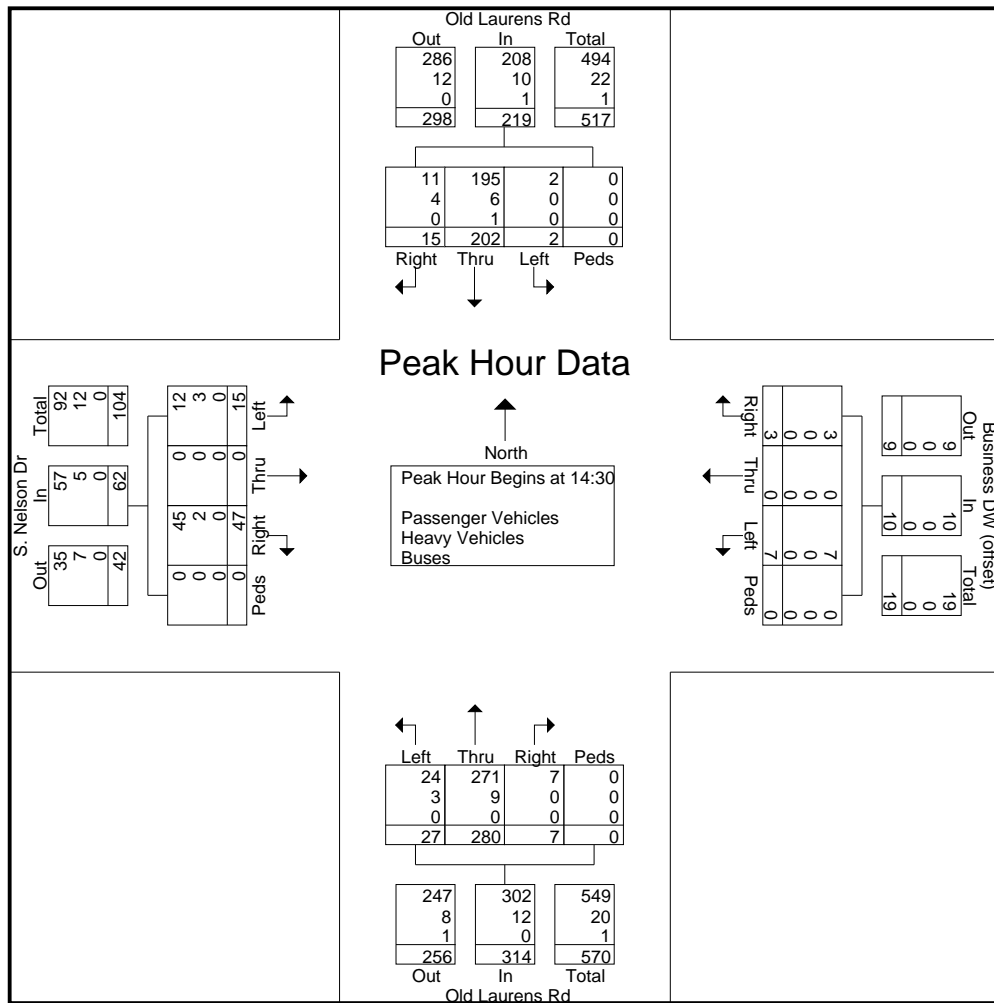 Old Laurens Rd
Out In Total
286 208 494
12 10 22
0 1 1
298 219 517
11 195 2 0
4 6 0 0
0 1 0 0
15 202 2 0
Right Thru Left Peds
Peak Hour Data
S. Nelson Dr
Total In Out
92 57 35
12 5 7
0 0 0
104 62 42
12 0 45 0
3 0 2 0
0 0 0 0
15 0 47 0
Left Thru Right Peds
North
Peak Hour Begins at 14:30
Passenger Vehicles
Heavy Vehicles
Buses
Business DW (offset)
Out In Total
9 10 19
0 0 0
0 0 0
9 10 19
3 0 7 0
0 0 0 0
0 0 0 0
3 0 7 0
Right Thru Left Peds
Left Thru Right Peds
24 271 7 0
3 9 0 0
0 0 0 0
27 280 7 0
247 302 549
8 12 20
1 0 1
256 314 570
Out In Total
Old Laurens Rd